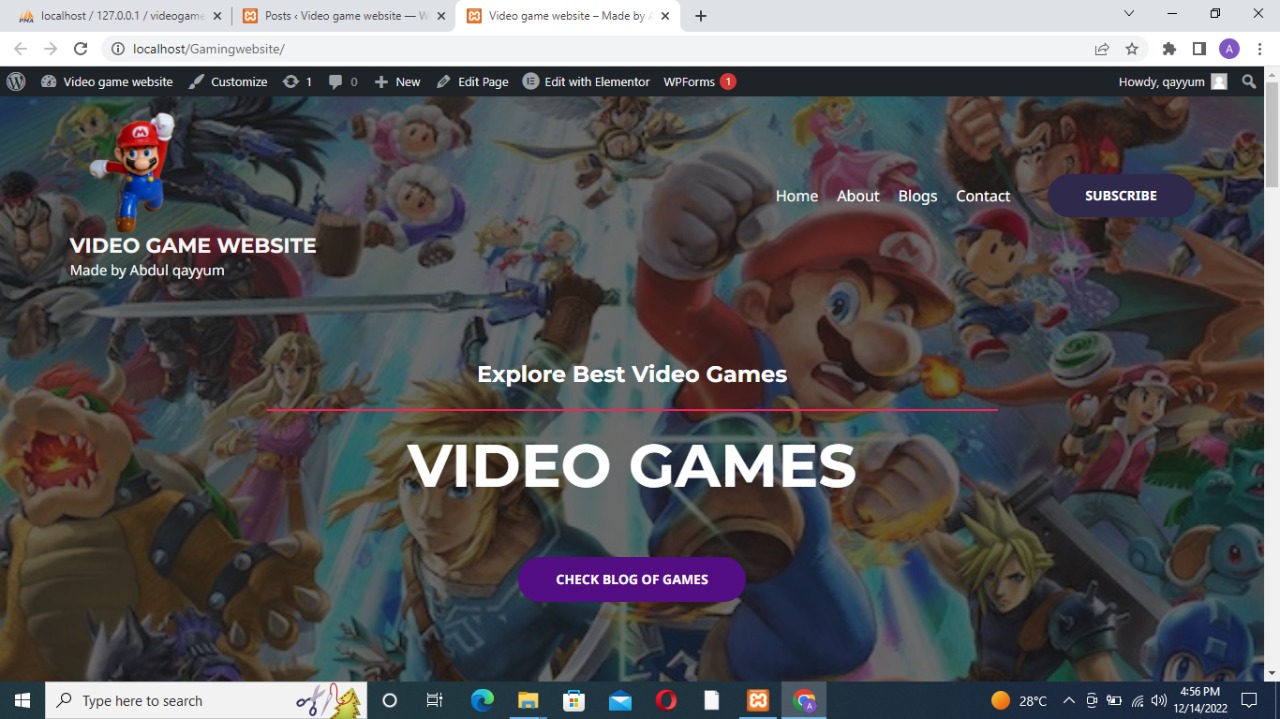 localhost / 127.0.0.1 / videogame
Posts ‹ Video game website — W
Video game website – Made by A
localhost/Gamingwebsite/
A
Video game website
Customize
1
0
New
Edit Page
Edit with Elementor
WPForms
1
Howdy, qayyum
Home
About
Blogs
Contact
SUBSCRIBE
VIDEO GAME WEBSITE
Made by Abdul qayyum
Explore Best Video Games
VIDEO GAMES
CHECK BLOG OF GAMES
Type here to search
28°C
4:56 PM
12/14/2022